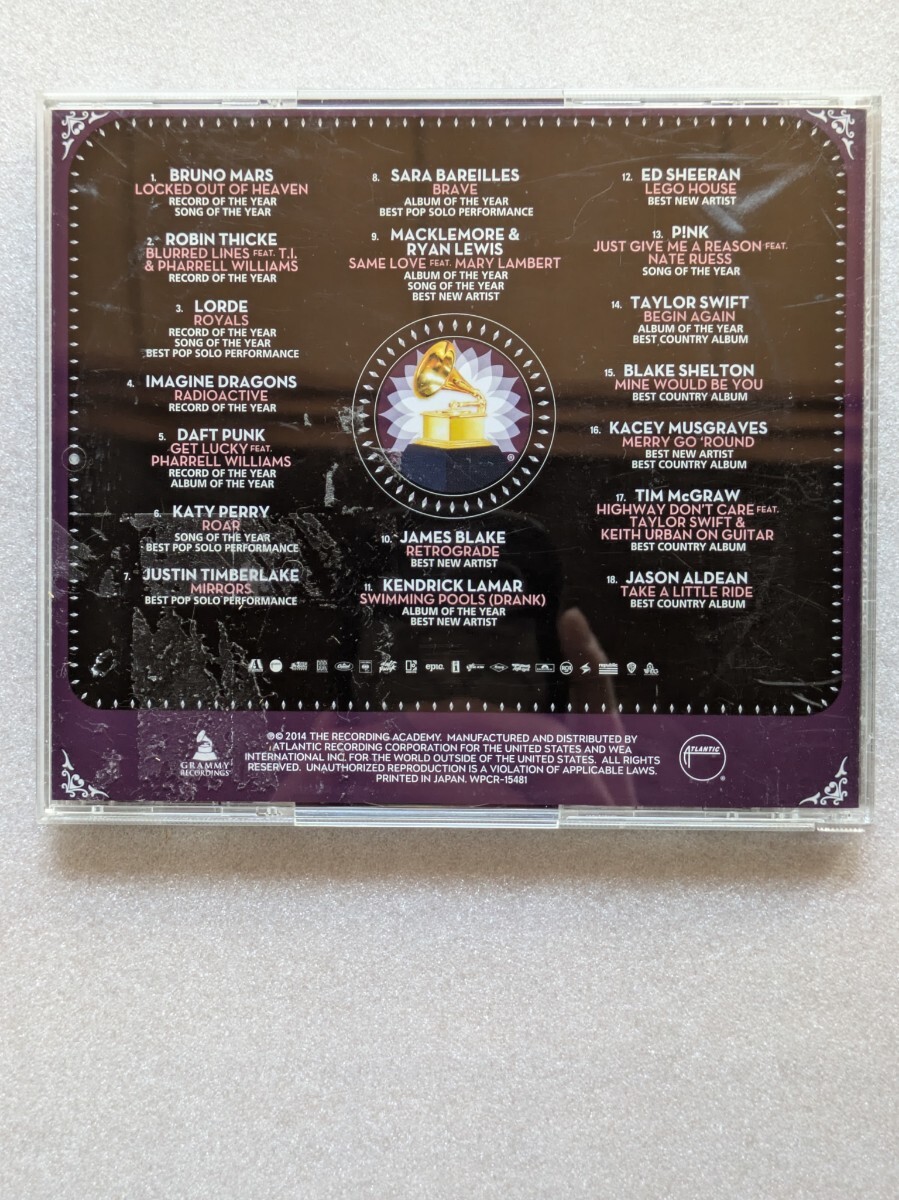 1. BRUNO MARS
LOCKED OUT OF HEAVEN
RECORD OF THE YEAR
SONG OF THE YEAR
2. ROBIN THICKE
BLURRED LINES FEAT. T.I.
& PHARRELL WILLIAMS
RECORD OF THE YEAR
3. LORDE
ROYALS
RECORD OF THE YEAR
SONG OF THE YEAR
BEST POP SOLO PERFORMANCE
4. IMAGINE DRAGONS
RADIOACTIVE
RECORD OF THE YEAR
5. DAFT PUNK
GET LUCKY FEAT.
PHARRELL WILLIAMS
RECORD OF THE YEAR
ALBUM OF THE YEAR
6. KATY PERRY
ROAR
SONG OF THE YEAR
BEST POP SOLO PERFORMANCE
7. JUSTIN TIMBERLAKE
MIRRORS
BEST POP SOLO PERFORMANCE
8. SARA BAREILLES
BRAVE
ALBUM OF THE YEAR
BEST POP SOLO PERFORMANCE
9. MACKLEMORE &
RYAN LEWIS
SAME LOVE FEAT. MARY LAMBERT
ALBUM OF THE YEAR
SONG OF THE YEAR
BEST NEW ARTIST
®
10. JAMES BLAKE
RETROGRADE
BEST NEW ARTIST
11. KENDRICK LAMAR
SWIMMING POOLS (DRANK)
ALBUM OF THE YEAR
BEST NEW ARTIST
12. ED SHEERAN
LEGO HOUSE
BEST NEW ARTIST
13. PINK
JUST GIVE ME A REASON FEAT.
NATE RUESS
SONG OF THE YEAR
14. TAYLOR SWIFT
BEGIN AGAIN
ALBUM OF THE YEAR
BEST COUNTRY ALBUM
15. BLAKE SHELTON
MINE WOULD BE YOU
BEST COUNTRY ALBUM
16. KACEY MUSGRAVES
MERRY GO ‘ROUND
BEST NEW ARTIST
BEST COUNTRY ALBUM
17. TIM McGRAW
HIGHWAY DON'T CARE FEAT.
TAYLOR SWIFT &
KEITH URBAN ON GUITAR
BEST COUNTRY ALBUM
18. JASON ALDEAN
TAKE A LITTLE RIDE
BEST COUNTRY ALBUM
epic republic
GRAMMY
RECORDINGS
℗© 2014 THE RECORDING ACADEMY. MANUFACTURED AND DISTRIBUTED BY
ATLANTIC RECORDING CORPORATION FOR THE UNITED STATES AND WEA
INTERNATIONAL INC. FOR THE WORLD OUTSIDE OF THE UNITED STATES. ALL RIGHTS
RESERVED. UNAUTHORIZED REPRODUCTION IS A VIOLATION OF APPLICABLE LAWS.
PRINTED IN JAPAN. WPCR-15481
ATLANTIC
®